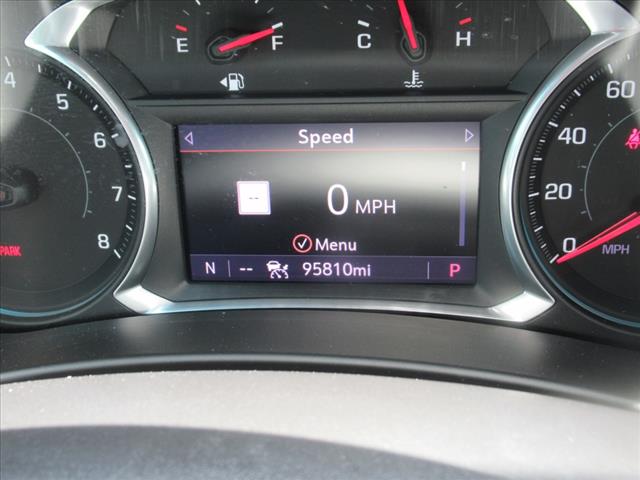 E F C H
4 5 6 7 8
PARK
Speed
--
0 MPH
Menu
N -- 95810mi P
60
40
20
0
MPH